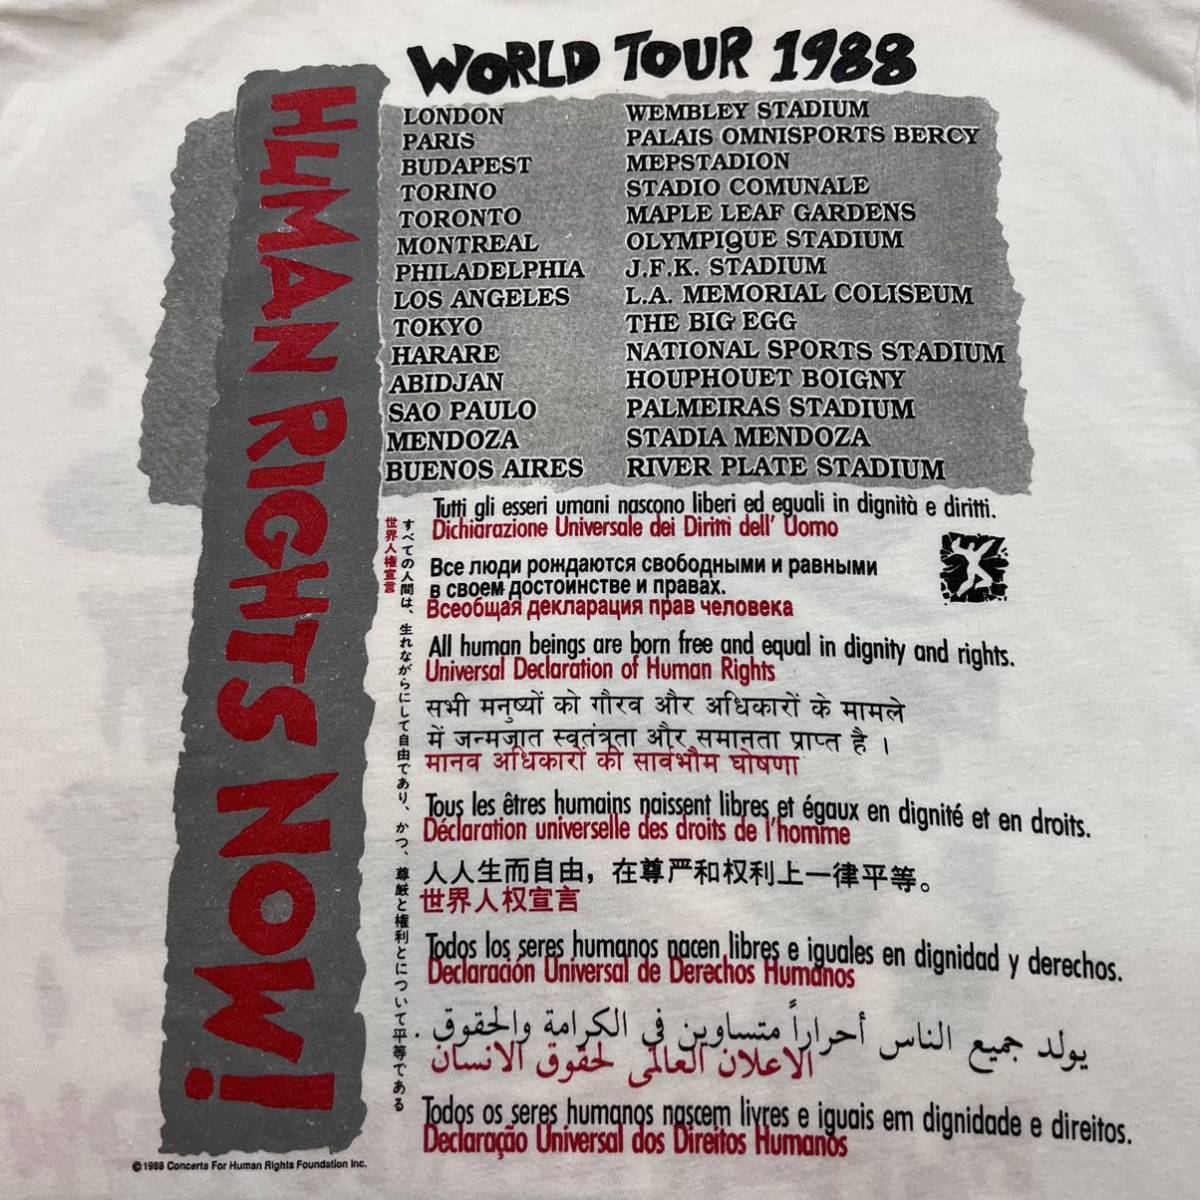 WORLD TOUR 1988
HUMAN RIGHTS NOW!
LONDON WEMBLEY STADIUM
PARIS PALAIS OMNISPORTS BERCY
BUDAPEST MEPSTADION
TORINO STADIO COMUNALE
TORONTO MAPLE LEAF GARDENS
MONTREAL OLYMPIQUE STADIUM
PHILADELPHIA J.F.K. STADIUM
LOS ANGELES L.A. MEMORIAL COLISEUM
TOKYO THE BIG EGG
HARARE NATIONAL SPORTS STADIUM
ABIDJAN HOUPHOUET BOIGNY
SAO PAULO PALMEIRAS STADIUM
MENDOZA STADIA MENDOZA
BUENOS AIRES RIVER PLATE STADIUM
すべての人間は、生れながらにして自由であり、かつ、尊厳と権利とについて平等である
世界人権宣言
Tutti gli esseri umani nascono liberi ed eguali in dignità e diritti.
Dichiarazione Universale dei Diritti dell' Uomo
Все люди рождаются свободными и равными
в своем достоинстве и правах.
Всеобщая декларация прав человека
All human beings are born free and equal in dignity and rights.
Universal Declaration of Human Rights
सभी मनुष्यों को गौरव और अधिकारों के मामले
में जन्मजात स्वतंत्रता और समानता प्राप्त है ।
मानव अधिकारों की सार्वभौम घोषणा
Tous les êtres humains naissent libres et égaux en dignité et en droits.
Déclaration universelle des droits de l'homme
人人生而自由，在尊严和权利上一律平等。
世界人权宣言
Todos los seres humanos nacen libres e iguales en dignidad y derechos.
Declaración Universal de Derechos Humanos
يولد جميع الناس أحراراً متساوين في الكرامة والحقوق .
الاعلان العالمى لحقوق الانسان
Todos os seres humanos nascem livres e iguais em dignidade e direitos.
Declaração Universal dos Direitos Humanos
©1988 Concerts For Human Rights Foundation Inc.